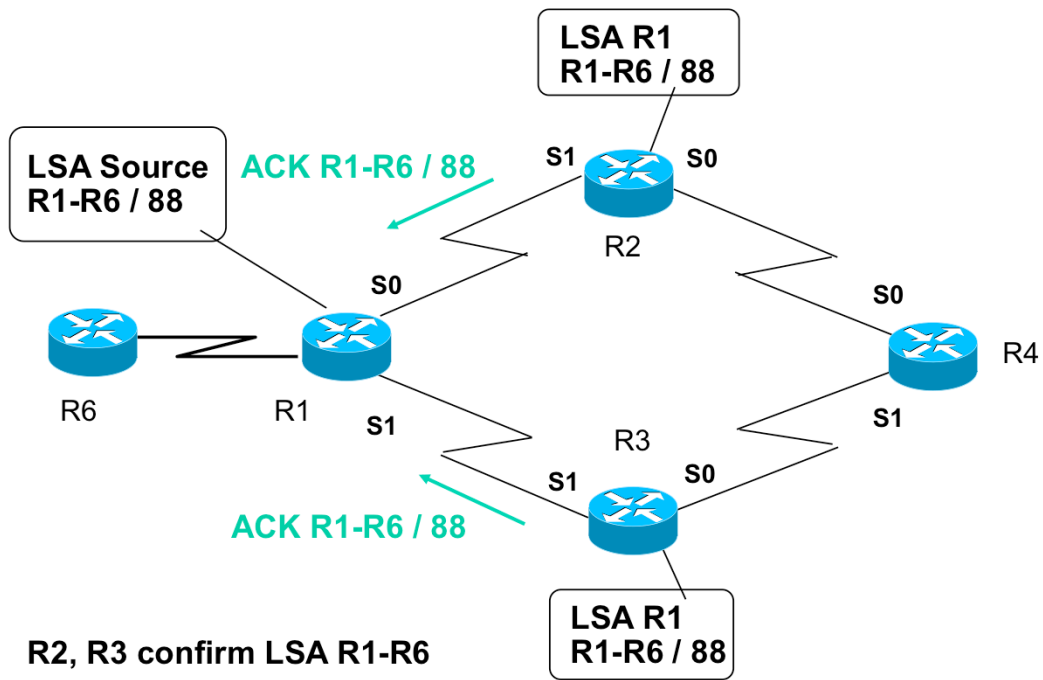 LSA R1
R1-R6 / 88
LSA Source
R1-R6 / 88
ACK R1-R6 / 88
S1
S0
R2
S0
S0
R6
R1
R4
S1
S1
R3
S1
S0
ACK R1-R6 / 88
LSA R1
R1-R6 / 88
R2, R3 confirm LSA R1-R6